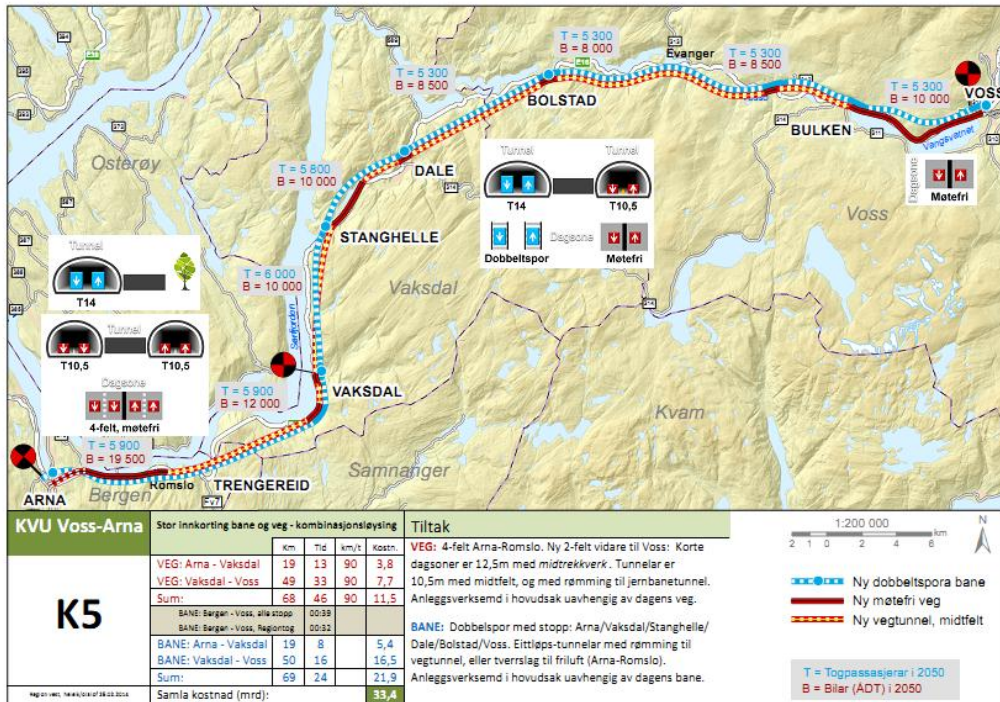 T = 5 300
B = 8 000
Evanger
E16
T = 5 300
B = 8 500
T = 5 300
B = 8 500
BOLSTAD
T = 5 300
B = 10 000
VOSS
BULKEN
Vangsvatnet
Osterøy
T = 5 800
B = 10 000
DALE
Tunnel
Tunnel
T14
T10,5
Dagsone
Dobbeltspor
Møtefri
Dagsone
Møtefri
Voss
STANGHELLE
Tunnel
T14
T = 6 000
B = 10 000
Vaksdal
Sørfjorden
Tunnel
T10,5
T10,5
Dagsone
4-felt, møtefri
VAKSDAL
T = 5 900
B = 12 000
Kvam
T = 5 900
B = 19 500
Samnanger
Romslo
TRENGEREID
ARNA
Bergen
Fv7
KVU Voss-Arna
K5
Stor innkorting bane og veg - kombinasjonsløysing
Km Tid km/t Kostn.
VEG: Arna - Vaksdal 19 13 90 3,8
VEG: Vaksdal - Voss 49 33 90 7,7
Sum: 68 46 90 11,5
BANE: Bergen - Voss, alle stopp 00:39
BANE: Bergen - Voss, Regiontog 00:32
BANE: Arna - Vaksdal 19 8 5,4
BANE: Vaksdal - Voss 50 16 16,5
Sum: 69 24 21,9
Samla kostnad (mrd): 33,4
Tiltak
VEG: 4-felt Arna-Romslo. Ny 2-felt vidare til Voss: Korte
dagsoner er 12,5m med midtrekkverk. Tunnelar er
10,5m med midtfelt, og med rømming til jernbanetunnel.
Anleggsverksemd i hovudsak uavhengig av dagens veg.
BANE: Dobbeltspor med stopp: Arna/Vaksdal/Stanghelle/
Dale/Bolstad/Voss. Eittløps-tunnelar med rømming til
vegtunnel, eller tverrslag til friluft (Arna-Romslo).
Anleggsverksemd i hovudsak uavhengig av dagens bane.
1:200 000
2 1 0 2 4 6 km
N
Ny dobbeltspora bane
Ny møtefri veg
Ny vegtunnel, midtfelt
T = Togpassasjerar i 2050
B = Bilar (ÅDT) i 2050